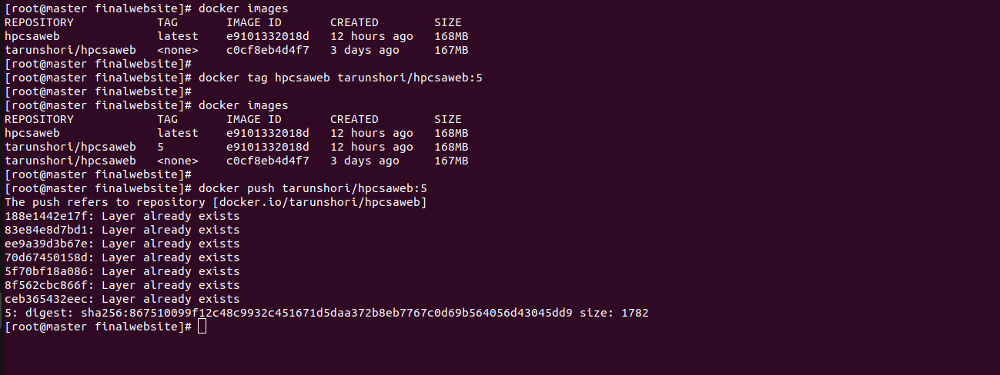 [root@master finalwebsite]# docker images
REPOSITORY            TAG       IMAGE ID       CREATED        SIZE
hpcsaweb              latest    e9101332018d   12 hours ago   168MB
tarunshori/hpcsaweb   <none>    c0cf8eb4d4f7   3 days ago     167MB
[root@master finalwebsite]#
[root@master finalwebsite]# docker tag hpcsaweb tarunshori/hpcsaweb:5
[root@master finalwebsite]#
[root@master finalwebsite]# docker images
REPOSITORY            TAG       IMAGE ID       CREATED        SIZE
hpcsaweb              latest    e9101332018d   12 hours ago   168MB
tarunshori/hpcsaweb   5         e9101332018d   12 hours ago   168MB
tarunshori/hpcsaweb   <none>    c0cf8eb4d4f7   3 days ago     167MB
[root@master finalwebsite]#
[root@master finalwebsite]# docker push tarunshori/hpcsaweb:5
The push refers to repository [docker.io/tarunshori/hpcsaweb]
188e1442e17f: Layer already exists
83e84e8d7bd1: Layer already exists
ee9a39d3b67e: Layer already exists
70d67450158d: Layer already exists
5f70bf18a086: Layer already exists
8f562cbc866f: Layer already exists
ceb365432eec: Layer already exists
5: digest: sha256:867510099f12c48c9932c451671d5daa372b8eb7767c0d69b564056d43045dd9 size: 1782
[root@master finalwebsite]#